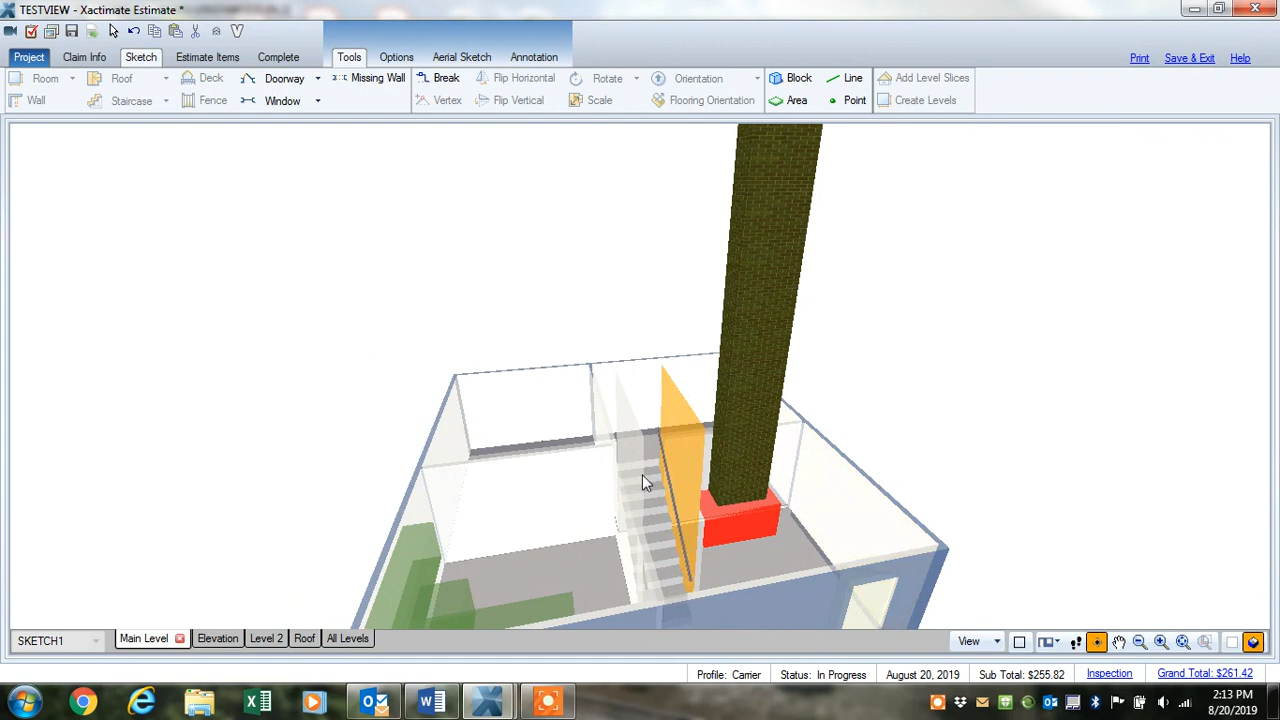 TESTVIEW - Xactimate Estimate *
Project Claim Info Sketch Estimate Items Complete Tools Options Aerial Sketch Annotation Print Save & Exit Help
Room Roof Deck Doorway Missing Wall Break Flip Horizontal Rotate Orientation Block Line Add Level Slices
Wall Staircase Fence Window Vertex Flip Vertical Scale Flooring Orientation Area Point Create Levels
SKETCH1 Main Level Elevation Level 2 Roof All Levels View
Profile: Carrier Status: In Progress August 20, 2019 Sub Total: $255.82 Inspection Grand Total: $261.42
2:13 PM
8/20/2019